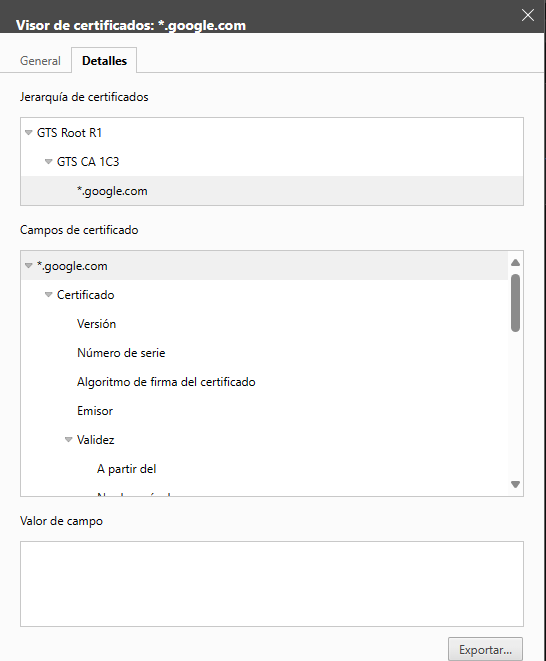 Visor de certificados: *.google.com
General
Detalles
Jerarquía de certificados
GTS Root R1
GTS CA 1C3
*.google.com
Campos de certificado
*.google.com
Certificado
Versión
Número de serie
Algoritmo de firma del certificado
Emisor
Validez
A partir del
Valor de campo
Exportar...